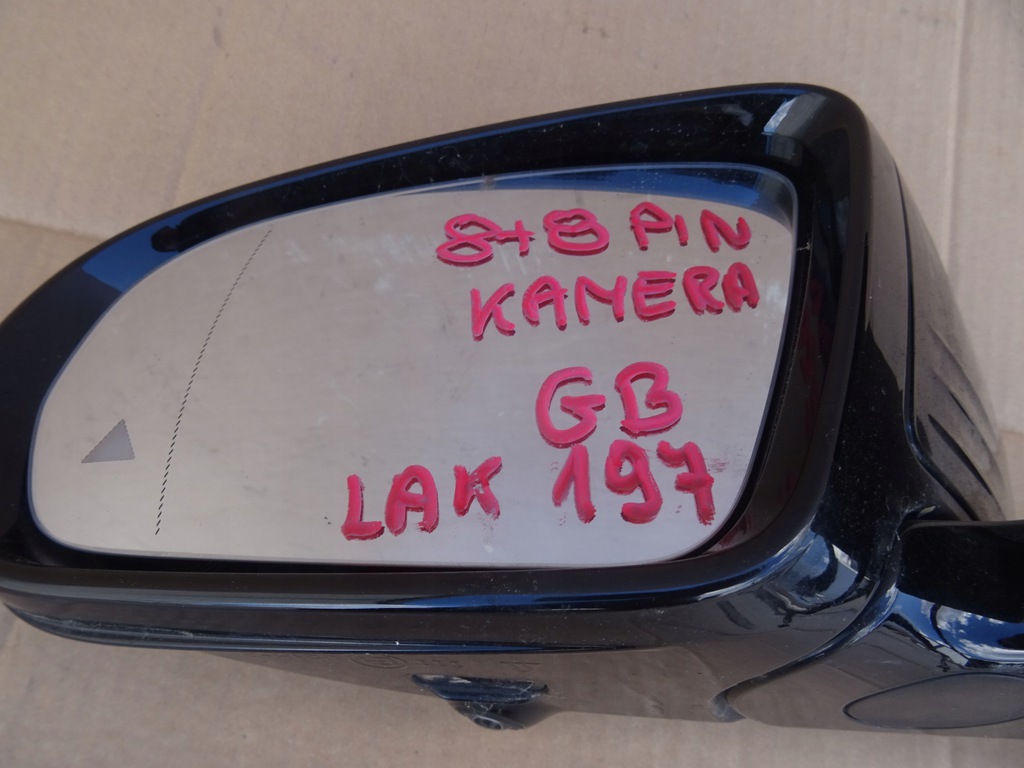 8+8 PIN
KAMERA
GB
LAK 197